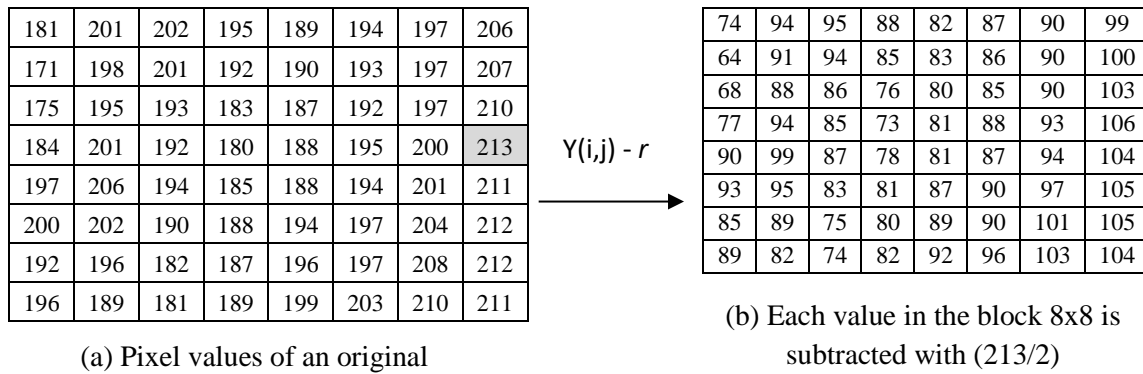 181 201 202 195 189 194 197 206
171 198 201 192 190 193 197 207
175 195 193 183 187 192 197 210
184 201 192 180 188 195 200 213
197 206 194 185 188 194 201 211
200 202 190 188 194 197 204 212
192 196 182 187 196 197 208 212
196 189 181 189 199 203 210 211
(a) Pixel values of an original
Y(i,j) - r
74 94 95 88 82 87 90 99
64 91 94 85 83 86 90 100
68 88 86 76 80 85 90 103
77 94 85 73 81 88 93 106
90 99 87 78 81 87 94 104
93 95 83 81 87 90 97 105
85 89 75 80 89 90 101 105
89 82 74 82 92 96 103 104
(b) Each value in the block 8x8 is
subtracted with (213/2)